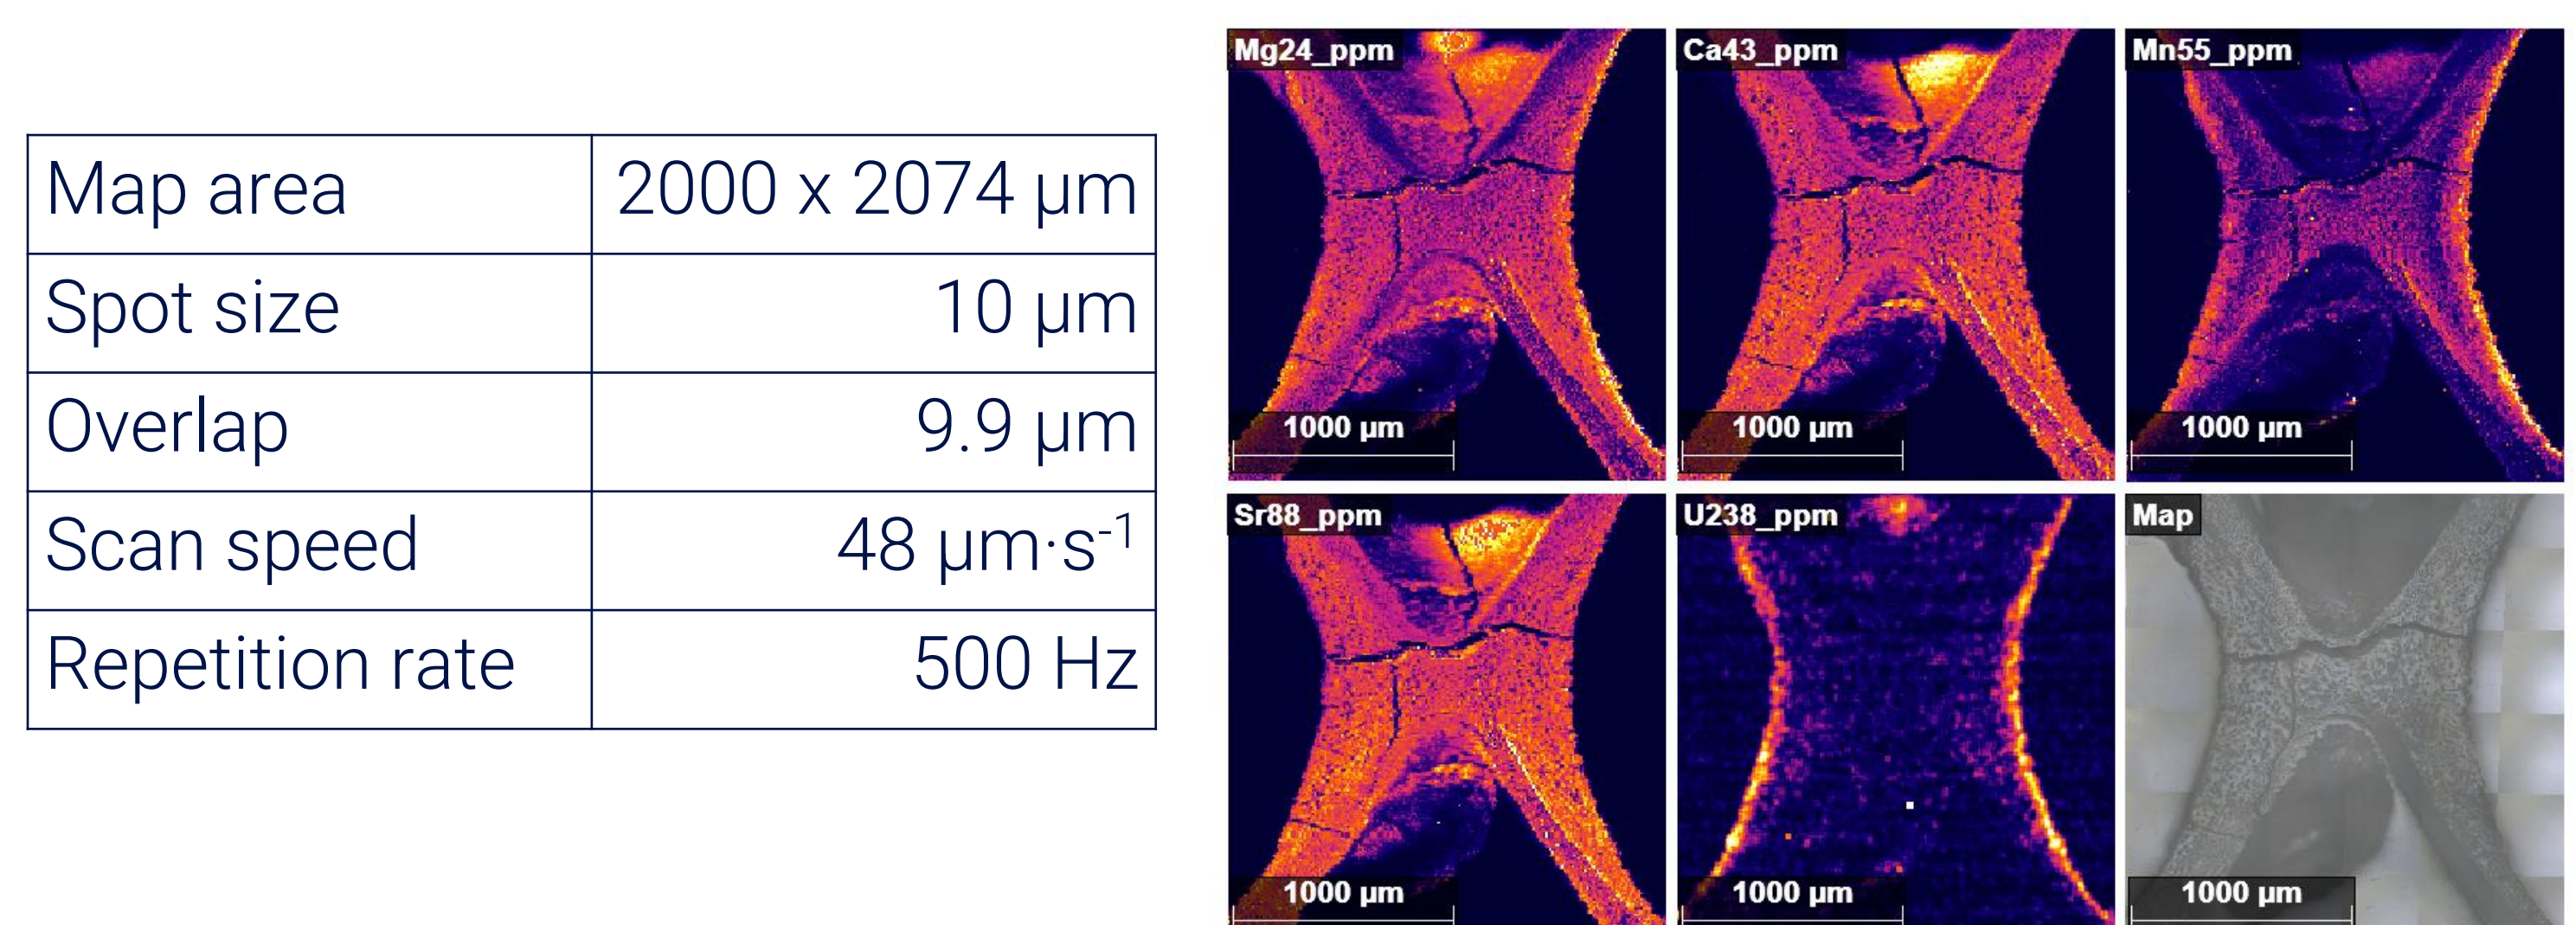 Map area 2000 x 2074 µm
Spot size 10 µm
Overlap 9.9 µm
Scan speed 48 µm·s⁻¹
Repetition rate 500 Hz
Mg24_ppm
1000 µm
Ca43_ppm
1000 µm
Mn55_ppm
1000 µm
Sr88_ppm
1000 µm
U238_ppm
1000 µm
Map
1000 µm